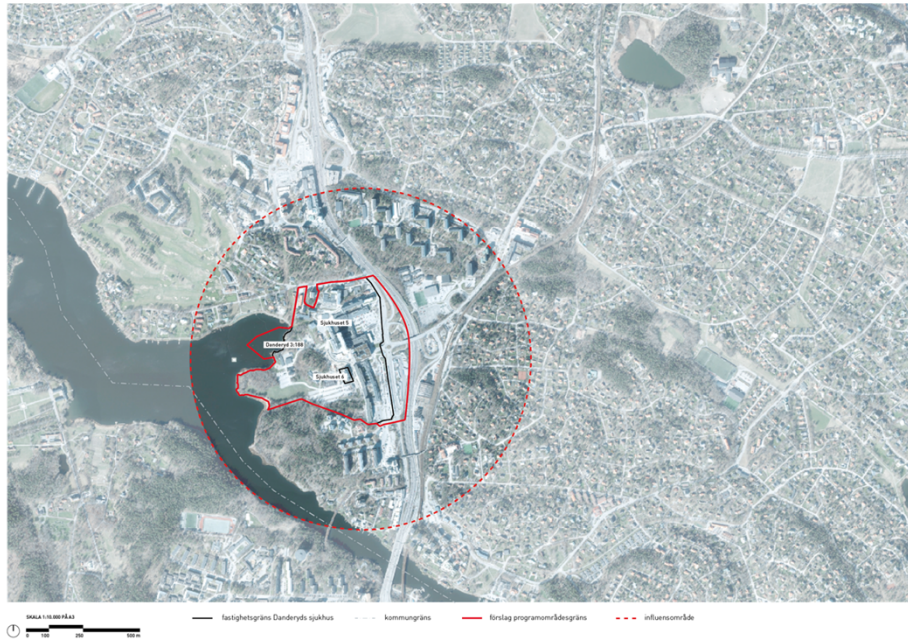 Sjukhuset 5
Danderyd 3:188
Sjukhuset 6
SKALA 1:10.000 PÅ A3
0 100 250 500 m
fastighetsgräns Danderyds sjukhus
kommungräns
förslag programområdesgräns
influensområde